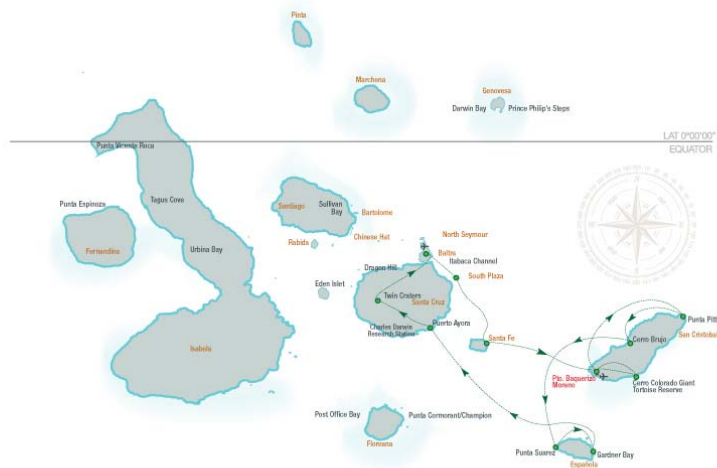 Pinta
Marchena
Genovesa
Darwin Bay
Prince Philip's Steps
LAT 0°00'00"
EQUATOR
Punta Vicente Roca
Punta Espinoza
Tagus Cove
Fernandina
Urbina Bay
Isabela
Santiago
Sullivan
Bay
Bartolome
Rabida
Chinese Hat
North Seymour
Baltra
Itabaca Channel
Dragon Hill
South Plaza
Eden Islet
Twin Craters
Santa Cruz
Charles Darwin
Research Station
Puerto Ayora
Santa Fe
Punta Pitt
San Cristobal
Cerro Brujo
Pto. Baquerizo
Moreno
Cerro Colorado Giant
Tortoise Reserve
Post Office Bay
Punta Cormorant/Champion
Floreana
Punta Suarez
Gardner Bay
Española